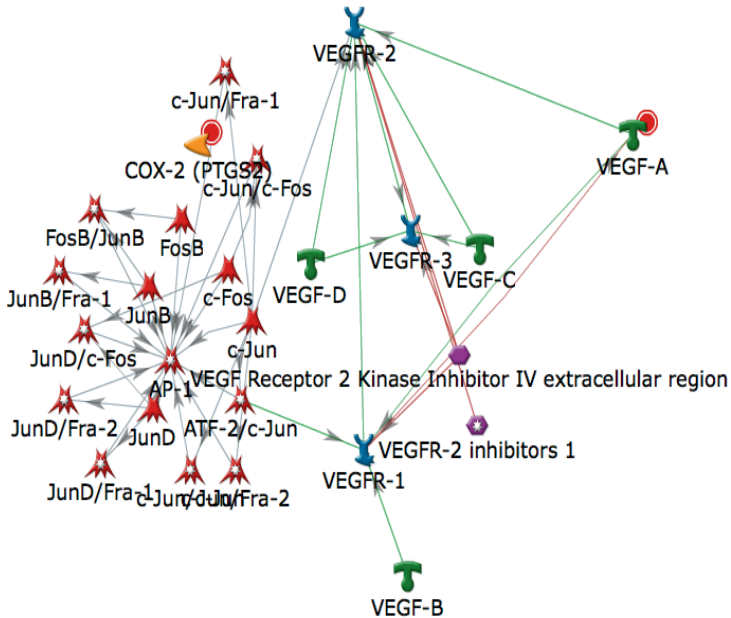 VEGFR-2
c-Jun/Fra-1
VEGF-A
COX-2 (PTGS2)
c-Jun/c-Fos
FosB/JunB
FosB
VEGFR-3
VEGF-C
VEGF-D
JunB/Fra-1
JunB
c-Fos
JunD/c-Fos
c-Jun
AP-1
VEGF Receptor 2 Kinase Inhibitor IV extracellular region
JunD/Fra-2
JunD
ATF-2/c-Jun
VEGFR-2 inhibitors 1
VEGFR-1
JunD/Fra-1
c-Jun/c-Jun
c-Jun/Fra-2
VEGF-B